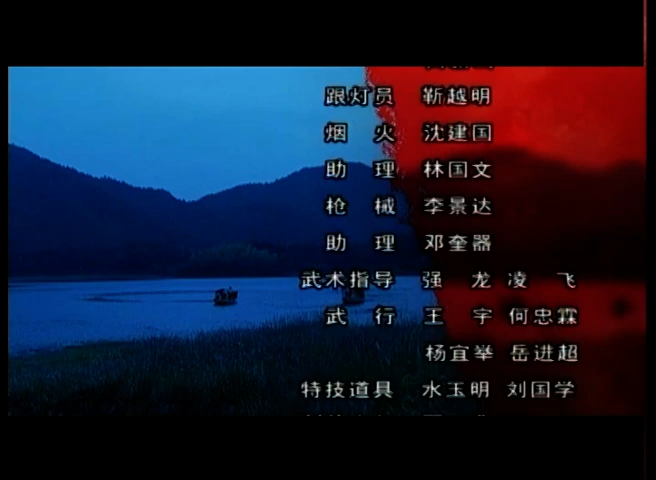 跟灯员 靳越明
烟 火 沈建国
助 理 林国文
枪 械 李景达
助 理 邓奎器
武术指导 强 龙 凌 飞
武 行 王 宇 何忠霖
杨宜举 岳进超
特技道具 水玉明 刘国学